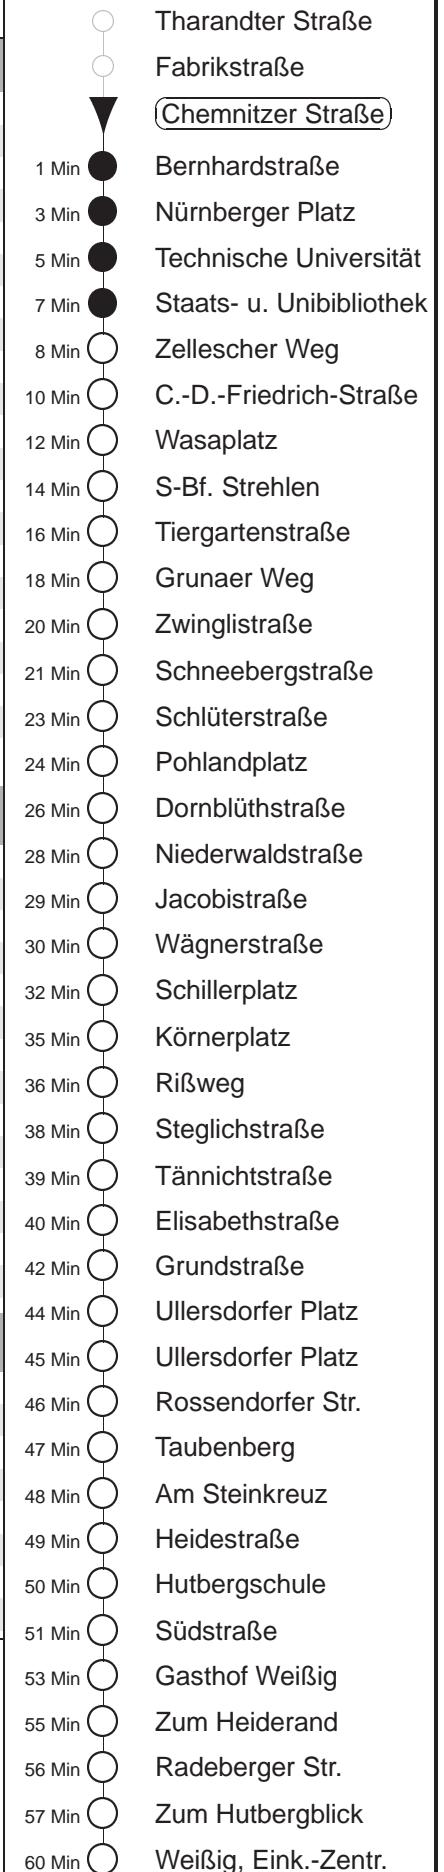 Tharandter Straße
Fabrikstraße
Chemnitzer Straße
1 Min Bernhardstraße
3 Min Nürnberger Platz
5 Min Technische Universität
7 Min Staats- u. Unibibliothek
8 Min Zellescher Weg
10 Min C.-D.-Friedrich-Straße
12 Min Wasaplatz
14 Min S-Bf. Strehlen
16 Min Tiergartenstraße
18 Min Grunaer Weg
20 Min Zwinglistraße
21 Min Schneebergstraße
23 Min Schlüterstraße
24 Min Pohlandplatz
26 Min Dornblüthstraße
28 Min Niederwaldstraße
29 Min Jacobistraße
30 Min Wägnerstraße
32 Min Schillerplatz
35 Min Körnerplatz
36 Min Rißweg
38 Min Steglichstraße
39 Min Tännichtstraße
40 Min Elisabethstraße
42 Min Grundstraße
44 Min Ullersdorfer Platz
45 Min Ullersdorfer Platz
46 Min Rossendorfer Str.
47 Min Taubenberg
48 Min Am Steinkreuz
49 Min Heidestraße
50 Min Hutbergschule
51 Min Südstraße
53 Min Gasthof Weißig
55 Min Zum Heiderand
56 Min Radeberger Str.
57 Min Zum Hutbergblick
60 Min Weißig, Eink.-Zentr.